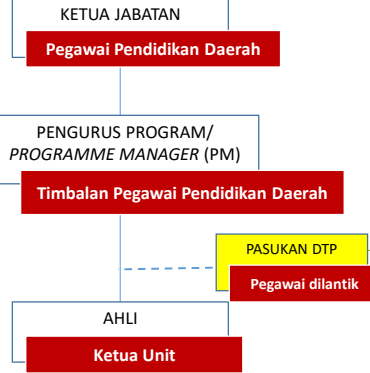 KETUA JABATAN
Pegawai Pendidikan Daerah
PENGURUS PROGRAM/
PROGRAMME MANAGER (PM)
Timbalan Pegawai Pendidikan Daerah
PASUKAN DTP
Pegawai dilantik
AHLI
Ketua Unit